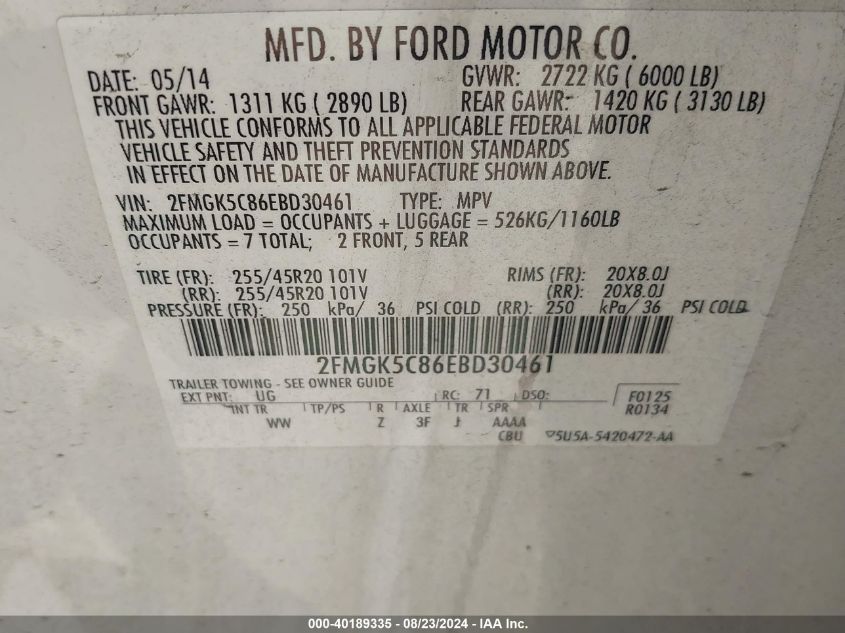 MFD. BY FORD MOTOR CO.
DATE: 05/14 GVWR: 2722 KG ( 6000 LB)
FRONT GAWR: 1311 KG ( 2890 LB) REAR GAWR: 1420 KG ( 3130 LB)
THIS VEHICLE CONFORMS TO ALL APPLICABLE FEDERAL MOTOR
VEHICLE SAFETY AND THEFT PREVENTION STANDARDS
IN EFFECT ON THE DATE OF MANUFACTURE SHOWN ABOVE.
VIN: 2FMGK5C86EBD30461 TYPE: MPV
MAXIMUM LOAD = OCCUPANTS + LUGGAGE = 526KG/1160LB
OCCUPANTS = 7 TOTAL; 2 FRONT, 5 REAR
TIRE (FR): 255/45R20 101V RIMS (FR): 20X8.0J
(RR): 255/45R20 101V (RR): 20X8.0J
PRESSURE (FR): 250 kPa/ 36 PSI COLD (RR): 250 kPa/ 36 PSI COLD
2FMGK5C86EBD30461
TRAILER TOWING - SEE OWNER GUIDE
EXT PNT: UG RC: 71 DSO: F0125
R0134
INT TR TP/PS R AXLE TR SPR
WW Z 3F J AAAA
CBU 5U5A-5420472-AA
000-40189335 - 08/23/2024 - IAA Inc.